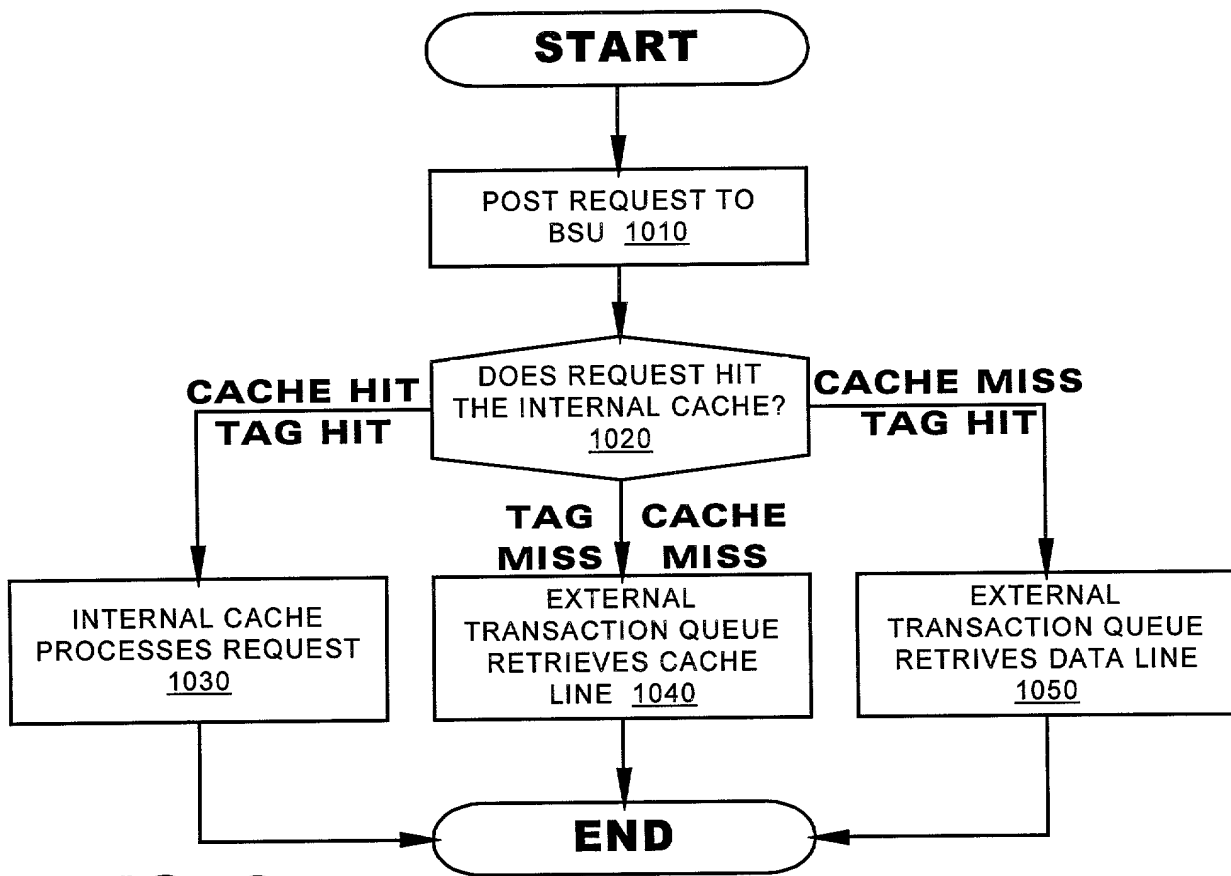 START
POST REQUEST TO
BSU 1010
DOES REQUEST HIT
THE INTERNAL CACHE?
1020
CACHE HIT
TAG HIT
TAG
MISS
CACHE
MISS
CACHE MISS
TAG HIT
INTERNAL CACHE
PROCESSES REQUEST
1030
EXTERNAL
TRANSACTION QUEUE
RETRIEVES CACHE
LINE 1040
EXTERNAL
TRANSACTION QUEUE
RETRIVES DATA LINE
1050
END